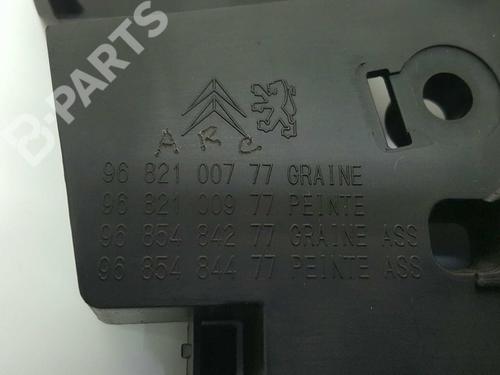 B-PARTS
A R C
96 821 007 77 GRAINE
96 821 009 77 PEINTE
96 854 842 77 GRAINE ASS
96 854 844 77 PEINTE ASS